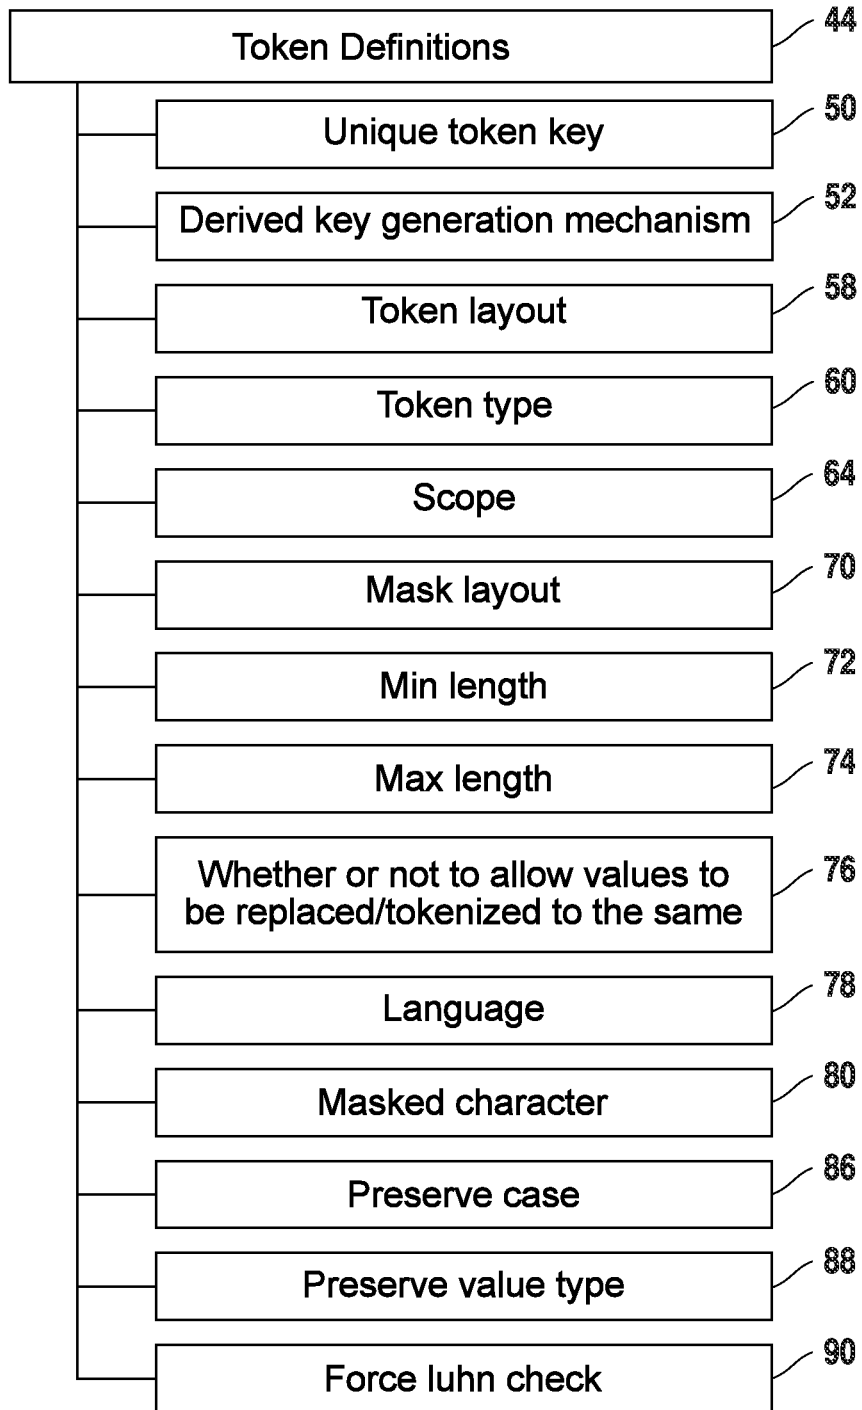 Token Definitions 44
Unique token key 50
Derived key generation mechanism 52
Token layout 58
Token type 60
Scope 64
Mask layout 70
Min length 72
Max length 74
Whether or not to allow values to
be replaced/tokenized to the same 76
Language 78
Masked character 80
Preserve case 86
Preserve value type 88
Force luhn check 90